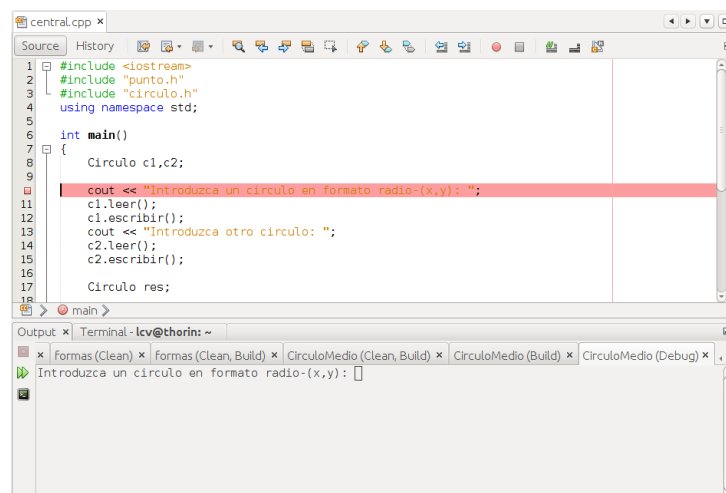 central.cpp ×
Source History
1 #include <iostream>
2 #include "punto.h"
3 #include "circulo.h"
4 using namespace std;
5
6 int main()
7 {
8 Circulo c1,c2;
9
cout << "Introduzca un circulo en formato radio-(x,y): ";
11 c1.leer();
12 c1.escribir();
13 cout << "Introduzca otro circulo: ";
14 c2.leer();
15 c2.escribir();
16
17 Circulo res;
18
main
Output × Terminal - lcv@thorin: ~
× formas (Clean) × formas (Clean, Build) × CirculoMedio (Clean, Build) × CirculoMedio (Build) × CirculoMedio (Debug) ×
Introduzca un circulo en formato radio-(x,y):